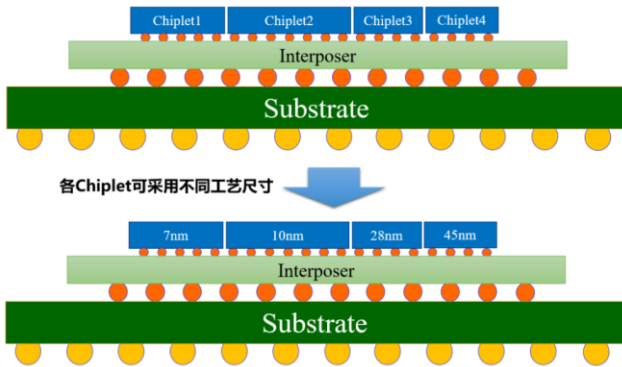 Chiplet1 Chiplet2 Chiplet3 Chiplet4
Interposer
Substrate
各Chiplet可采用不同工艺尺寸
7nm 10nm 28nm 45nm
Interposer
Substrate